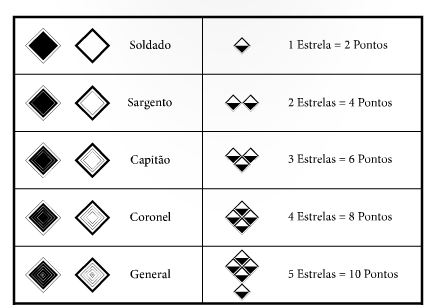 Soldado 1 Estrela = 2 Pontos
Sargento 2 Estrelas = 4 Pontos
Capitão 3 Estrelas = 6 Pontos
Coronel 4 Estrelas = 8 Pontos
General 5 Estrelas = 10 Pontos